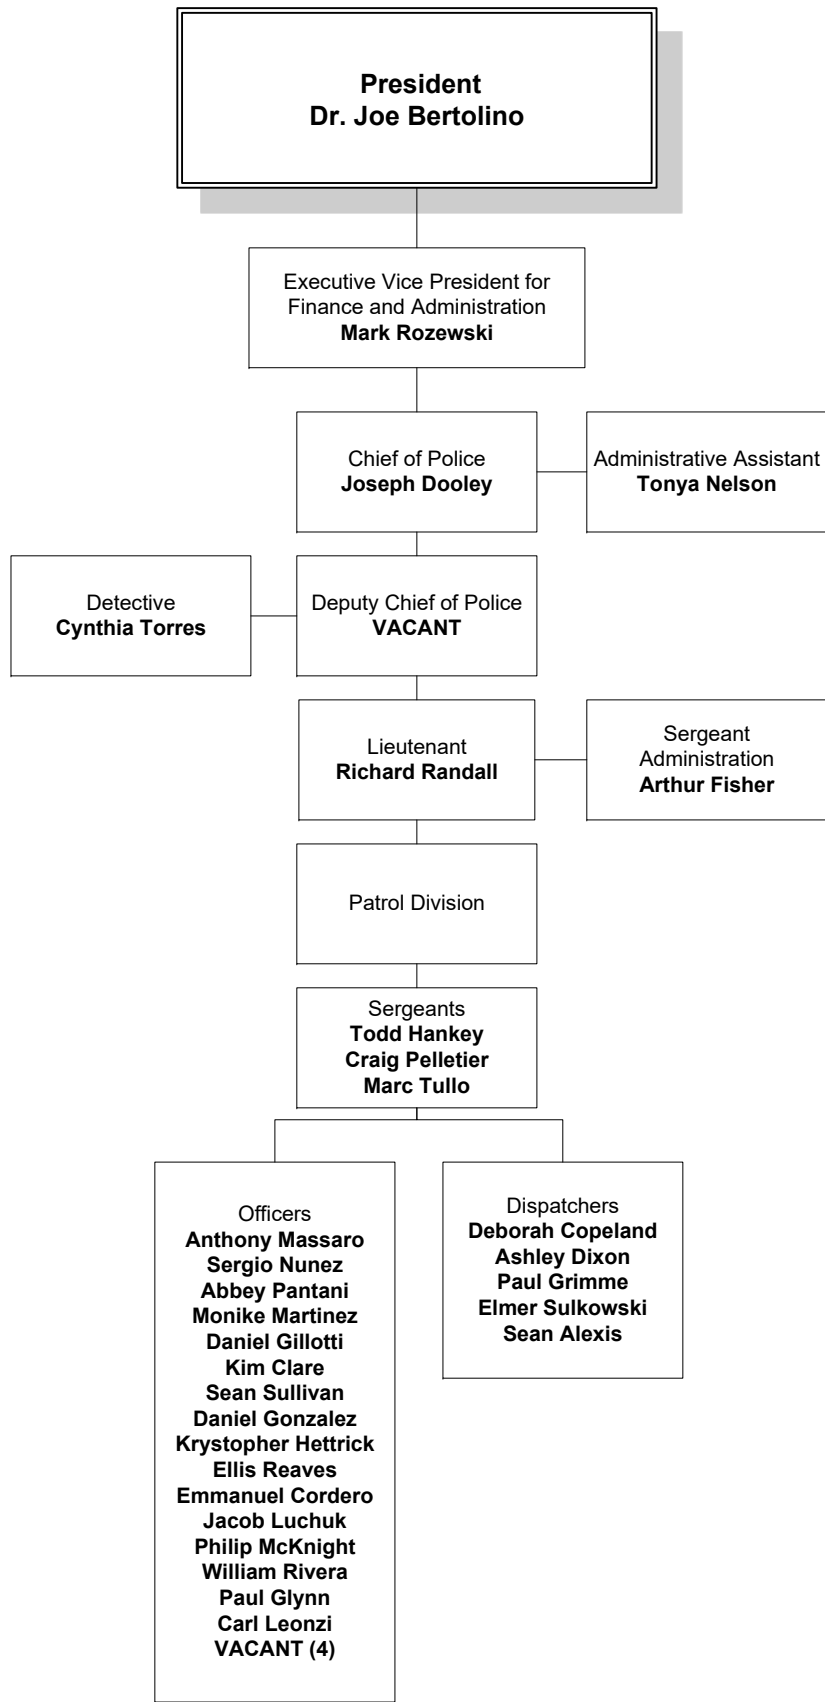 President
Dr. Joe Bertolino
Executive Vice President for
Finance and Administration
Mark Rozewski
Chief of Police
Joseph Dooley
Administrative Assistant
Tonya Nelson
Detective
Cynthia Torres
Deputy Chief of Police
VACANT
Lieutenant
Richard Randall
Sergeant
Administration
Arthur Fisher
Patrol Division
Sergeants
Todd Hankey
Craig Pelletier
Marc Tullo
Officers
Anthony Massaro
Sergio Nunez
Abbey Pantani
Monike Martinez
Daniel Gillotti
Kim Clare
Sean Sullivan
Daniel Gonzalez
Krystopher Hettrick
Ellis Reaves
Emmanuel Cordero
Jacob Luchuk
Philip McKnight
William Rivera
Paul Glynn
Carl Leonzi
VACANT (4)
Dispatchers
Deborah Copeland
Ashley Dixon
Paul Grimme
Elmer Sulkowski
Sean Alexis